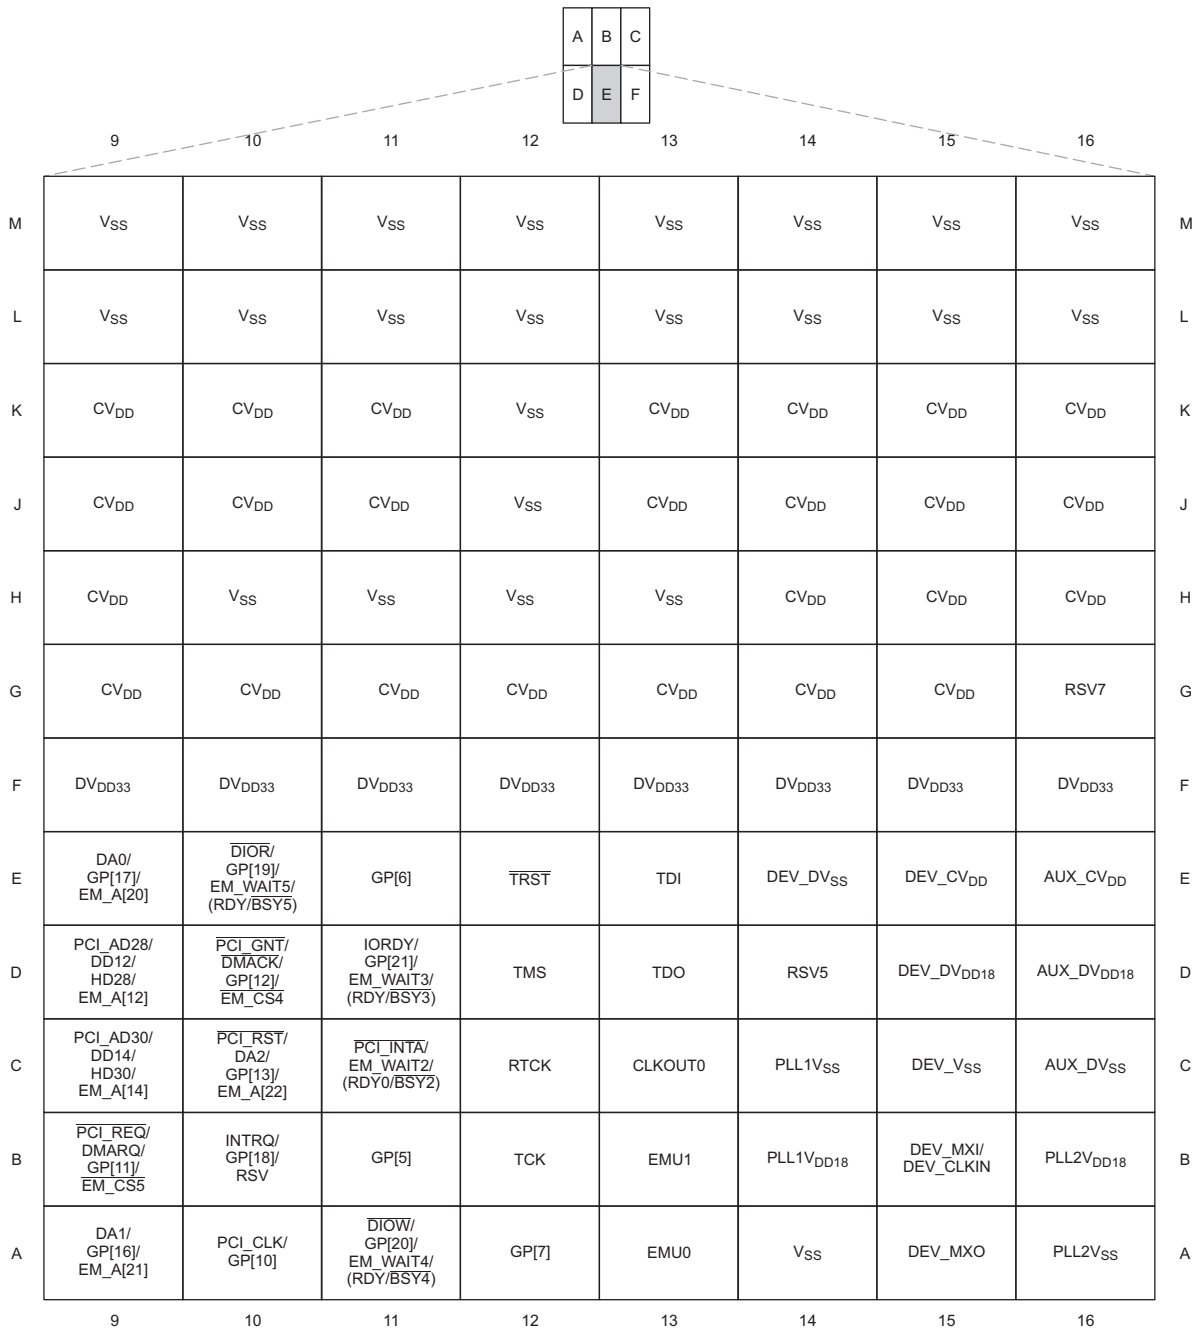 A B C
D E F
9 10 11 12 13 14 15 16
M VSS VSS VSS VSS VSS VSS VSS VSS M
L VSS VSS VSS VSS VSS VSS VSS VSS L
K CVDD CVDD CVDD VSS CVDD CVDD CVDD CVDD K
J CVDD CVDD CVDD VSS CVDD CVDD CVDD CVDD J
H CVDD VSS VSS VSS VSS CVDD CVDD CVDD H
G CVDD CVDD CVDD CVDD CVDD CVDD CVDD RSV7 G
F DVDD33 DVDD33 DVDD33 DVDD33 DVDD33 DVDD33 DVDD33 DVDD33 F
E
DA0/
GP[17]/
EM_A[20]
DIOR/
GP[19]/
EM_WAIT5/
(RDY/BSY5)
GP[6]
TRST
TDI
DEV_DVSS
DEV_CVDD
AUX_CVDD
E
D
PCI_AD28/
DD12/
HD28/
EM_A[12]
PCI_GNT/
DMACK/
GP[12]/
EM_CS4
IORDY/
GP[21]/
EM_WAIT3/
(RDY/BSY3)
TMS
TDO
RSV5
DEV_DVDD18
AUX_DVDD18
D
C
PCI_AD30/
DD14/
HD30/
EM_A[14]
PCI_RST/
DA2/
GP[13]/
EM_A[22]
PCI_INTA/
EM_WAIT2/
(RDY0/BSY2)
RTCK
CLKOUT0
PLL1VSS
DEV_VSS
AUX_DVSS
C
B
PCI_REQ/
DMARQ/
GP[11]/
EM_CS5
INTRQ/
GP[18]/
RSV
GP[5]
TCK
EMU1
PLL1VDD18
DEV_MXI/
DEV_CLKIN
PLL2VDD18
B
A
DA1/
GP[16]/
EM_A[21]
PCI_CLK/
GP[10]
DIOW/
GP[20]/
EM_WAIT4/
(RDY/BSY4)
GP[7]
EMU0
VSS
DEV_MXO
PLL2VSS
A
9 10 11 12 13 14 15 16